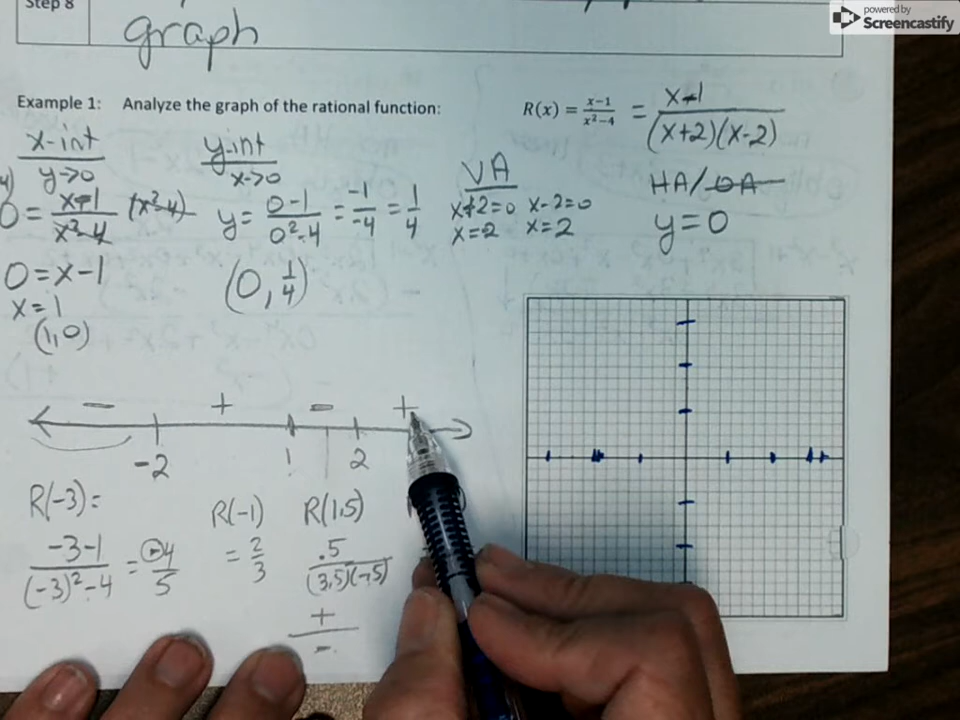 powered by
Screencastify
Step 8
graph
Example 1: Analyze the graph of the rational function: R(x) = x-1 / x²-4 = x-1 / (x+2)(x-2)
x-int
y→0
0 = x-1 / x²-4 (x²-4)
0 = x-1
x = 1
(1,0)
y-int
x→0
y = 0-1 / 0²-4 = -1 / -4 = 1/4
(0, 1/4)
VA
x+2=0 x-2=0
x=-2 x=2
HA/OA
y=0
- + - +
-2 1 2
R(-3)=
-3-1 / (-3)²-4 = -4 / 5
R(-1)
= 2/3
R(1.5)
.5 / (3.5)(-.5)
+ / -